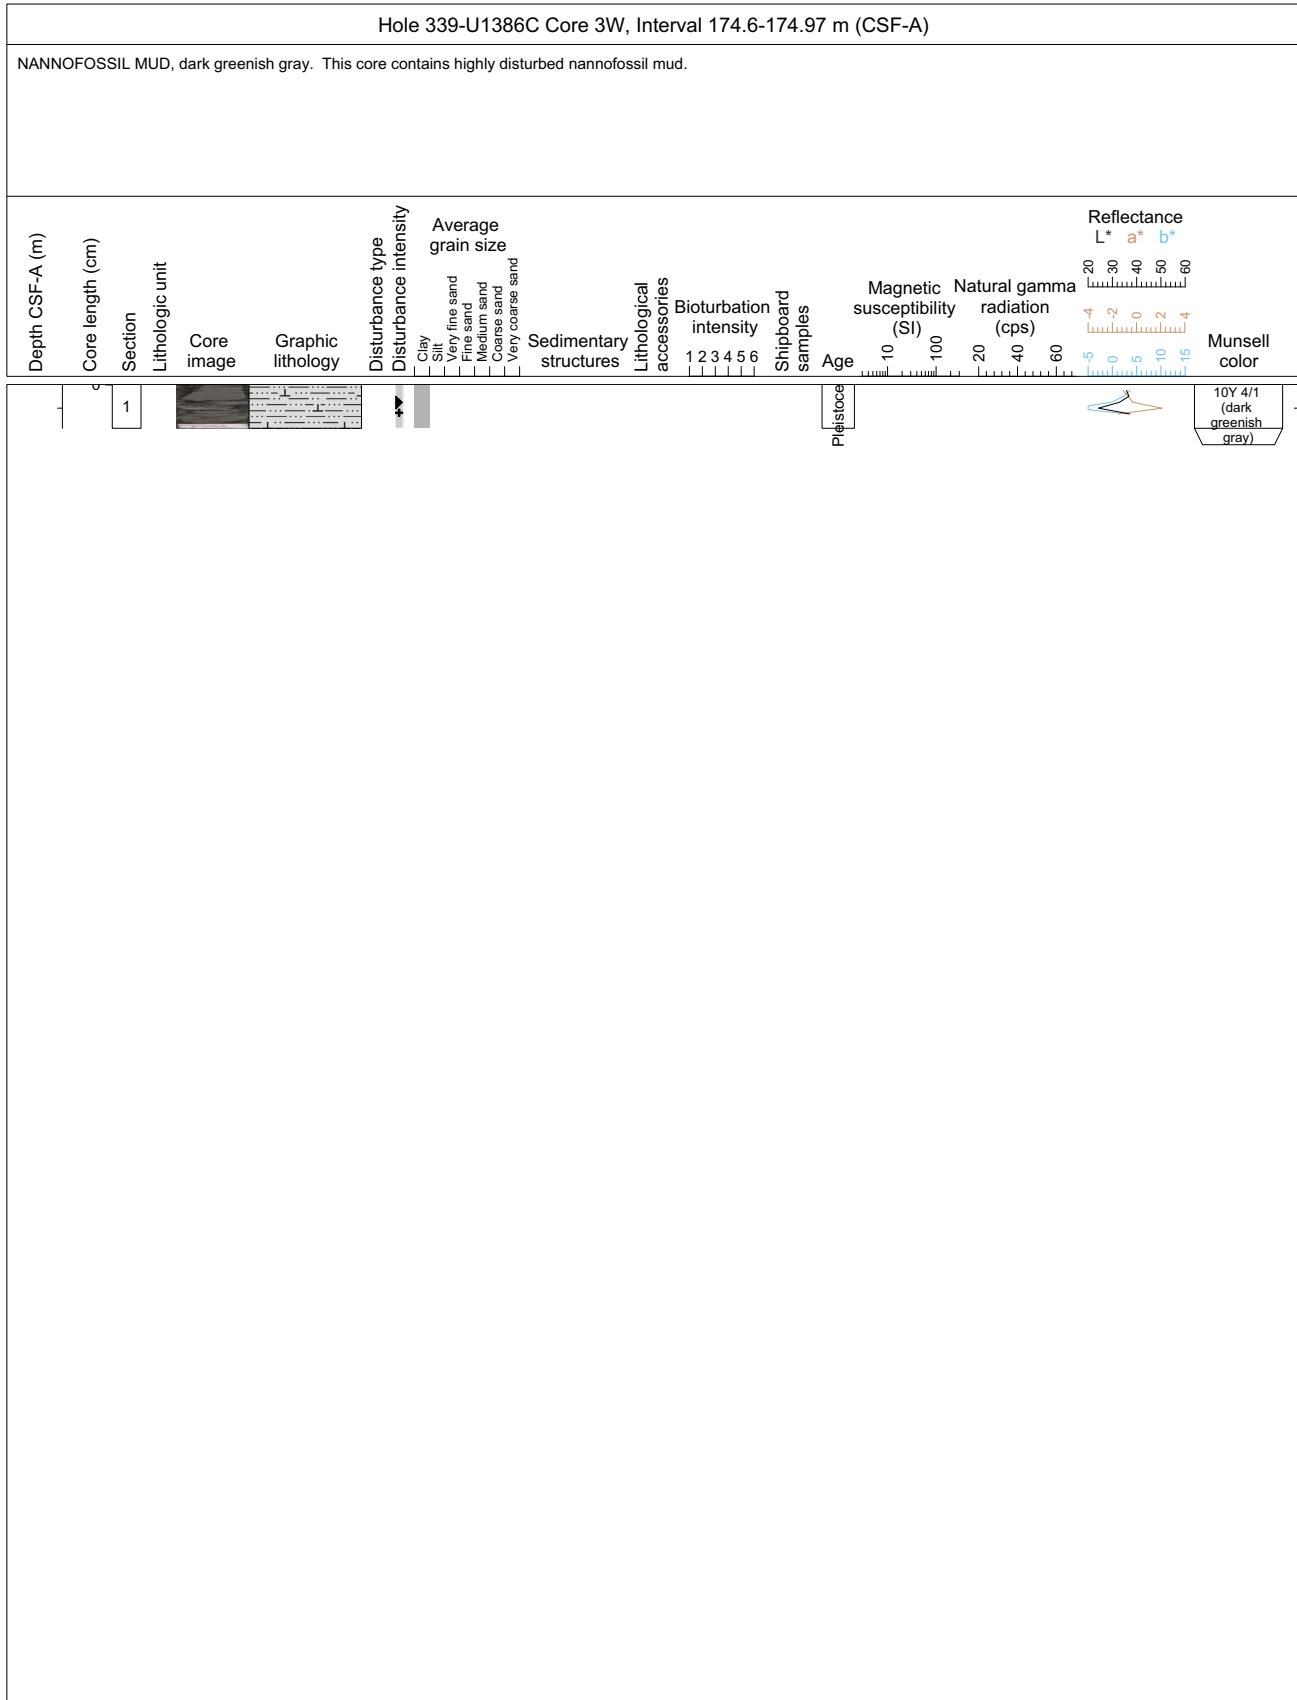 Hole 339-U1386C Core 3W, Interval 174.6-174.97 m (CSF-A)
NANNOFOSSIL MUD, dark greenish gray.  This core contains highly disturbed nannofossil mud.
Depth CSF-A (m)
Core length (cm)
Section
Lithologic unit
Core
image
Graphic
lithology
Disturbance type
Disturbance intensity
Average
grain size
Clay
Silt
Very fine sand
Fine sand
Medium sand
Coarse sand
Very coarse sand
Sedimentary
structures
Lithological
accessories
Bioturbation
intensity
1 2 3 4 5 6
Shipboard
samples
Age
Magnetic
susceptibility
(SI)
10 100
Natural gamma
radiation
(cps)
20 40 60
Reflectance
L* a* b*
20 30 40 50 60
-4 -2 0 2 4
-5 0 5 10 15
Munsell
color
0
1
Pleistoce
10Y 4/1
(dark
greenish
gray)